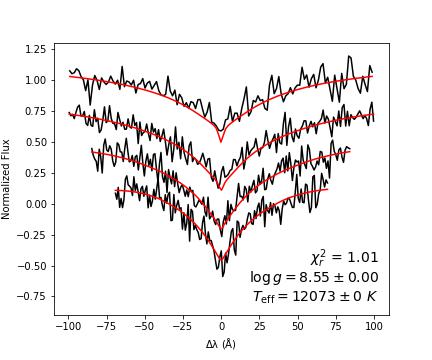 1.25
1.00
0.75
0.50
0.25
0.00
−0.25
−0.50
−0.75
Normalized Flux
χ²ᵣ = 1.01
log g = 8.55 ± 0.00
T_eff = 12073 ± 0 K
−100 −75 −50 −25 0 25 50 75 100
Δλ (Å)